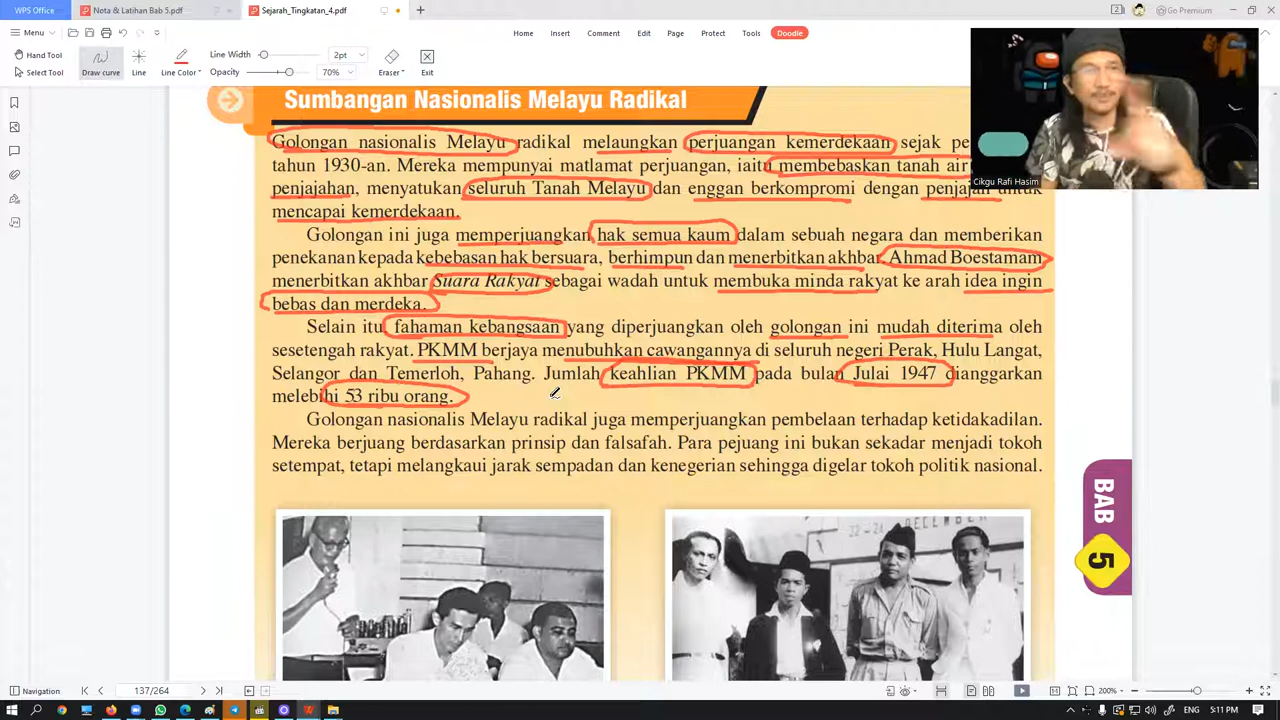 WPS Office
Nota & Latihan Bab 5.pdf
Sejarah_Tingkatan_4.pdf
Go Premium
Menu
Home
Insert
Comment
Edit
Page
Protect
Tools
Doodle
Hand Tool
Select Tool
Draw curve
Line
Line Color
Line Width
2pt
Opacity
70%
Eraser
Exit
Sumbangan Nasionalis Melayu Radikal
Golongan nasionalis Melayu radikal melaungkan perjuangan kemerdekaan sejak
tahun 1930-an. Mereka mempunyai matlamat perjuangan, iaitu membebaskan tanah air
penjajahan, menyatukan seluruh Tanah Melayu dan enggan berkompromi dengan penjajah untuk
mencapai kemerdekaan.
Golongan ini juga memperjuangkan hak semua kaum dalam sebuah negara dan memberikan
penekanan kepada kebebasan hak bersuara, berhimpun dan menerbitkan akhbar. Ahmad Boestamam
menerbitkan akhbar Suara Rakyat sebagai wadah untuk membuka minda rakyat ke arah idea ingin
bebas dan merdeka.
Selain itu fahaman kebangsaan yang diperjuangkan oleh golongan ini mudah diterima oleh
sesetengah rakyat. PKMM berjaya menubuhkan cawangannya di seluruh negeri Perak, Hulu Langat,
Selangor dan Temerloh, Pahang. Jumlah keahlian PKMM pada bulan Julai 1947 dianggarkan
melebihi 53 ribu orang.
Golongan nasionalis Melayu radikal juga memperjuangkan pembelaan terhadap ketidakadilan.
Mereka berjuang berdasarkan prinsip dan falsafah. Para pejuang ini bukan sekadar menjadi tokoh
setempat, tetapi melangkaui jarak sempadan dan kenegerian sehingga digelar tokoh politik nasional.
Cikgu Rafi Hasim
BAB
5
DECEMBER
Navigation
137/264
200%
5:11 PM